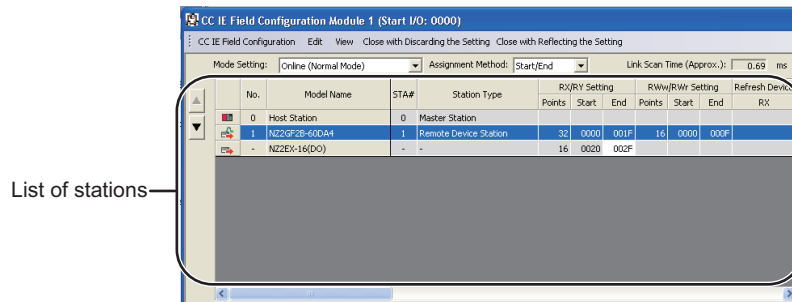 CC IE Field Configuration Module 1 (Start I/O: 0000)
CC IE Field Configuration Edit View Close with Discarding the Setting Close with Reflecting the Setting
Mode Setting: Online (Normal Mode) Assignment Method: Start/End Link Scan Time (Approx.): 0.69 ms
No. Model Name STA# Station Type RX/RY Setting RWw/RWr Setting Refresh Device
Points Start End Points Start End RX
0 Host Station 0 Master Station
1 NZ2GF2B-60DA4 1 Remote Device Station 32 0000 001F 16 0000 000F
- NZ2EX-16(DO) - - 16 0020 002F
List of stations